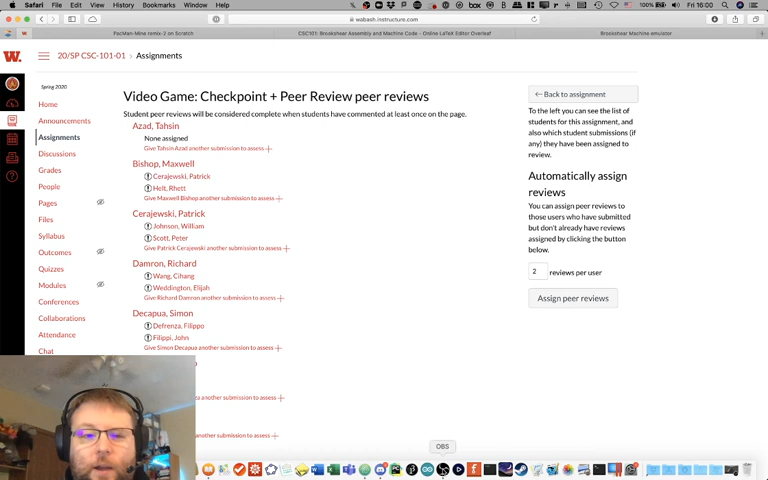 Safari File Edit View History Bookmarks Window Help
box
100%
Fri 16:00
wabash.instructure.com
PacMan-Mine remix-2 on Scratch
CSC101: Brookshear Assembly and Machine Code - Online LaTeX Editor Overleaf
Brookshear Machine emulator
W.
20/SP CSC-101-01 › Assignments
Spring 2020
Home
Announcements
Assignments
Discussions
Grades
People
Pages
Files
Syllabus
Outcomes
Quizzes
Modules
Conferences
Collaborations
Attendance
Chat
Video Game: Checkpoint + Peer Review peer reviews
Student peer reviews will be considered complete when students have commented at least once on the page.
Azad, Tahsin
None assigned
Give Tahsin Azad another submission to assess
Bishop, Maxwell
Cerajewski, Patrick
Helt, Rhett
Give Maxwell Bishop another submission to assess
Cerajewski, Patrick
Johnson, William
Scott, Peter
Give Patrick Cerajewski another submission to assess
Damron, Richard
Wang, Cihang
Weddington, Elijah
Give Richard Damron another submission to assess
Decapua, Simon
Defrenza, Filippo
Filippi, John
Give Simon Decapua another submission to assess
another submission to assess
another submission to assess
← Back to assignment
To the left you can see the list
of students for this assignment, and
also which student submissions (if
any) they have been assigned to
review.
Automatically assign
reviews
You can assign peer reviews to
those users who have submitted
but don't already have reviews
assigned by clicking the button
below.
2 reviews per user
Assign peer reviews
OBS